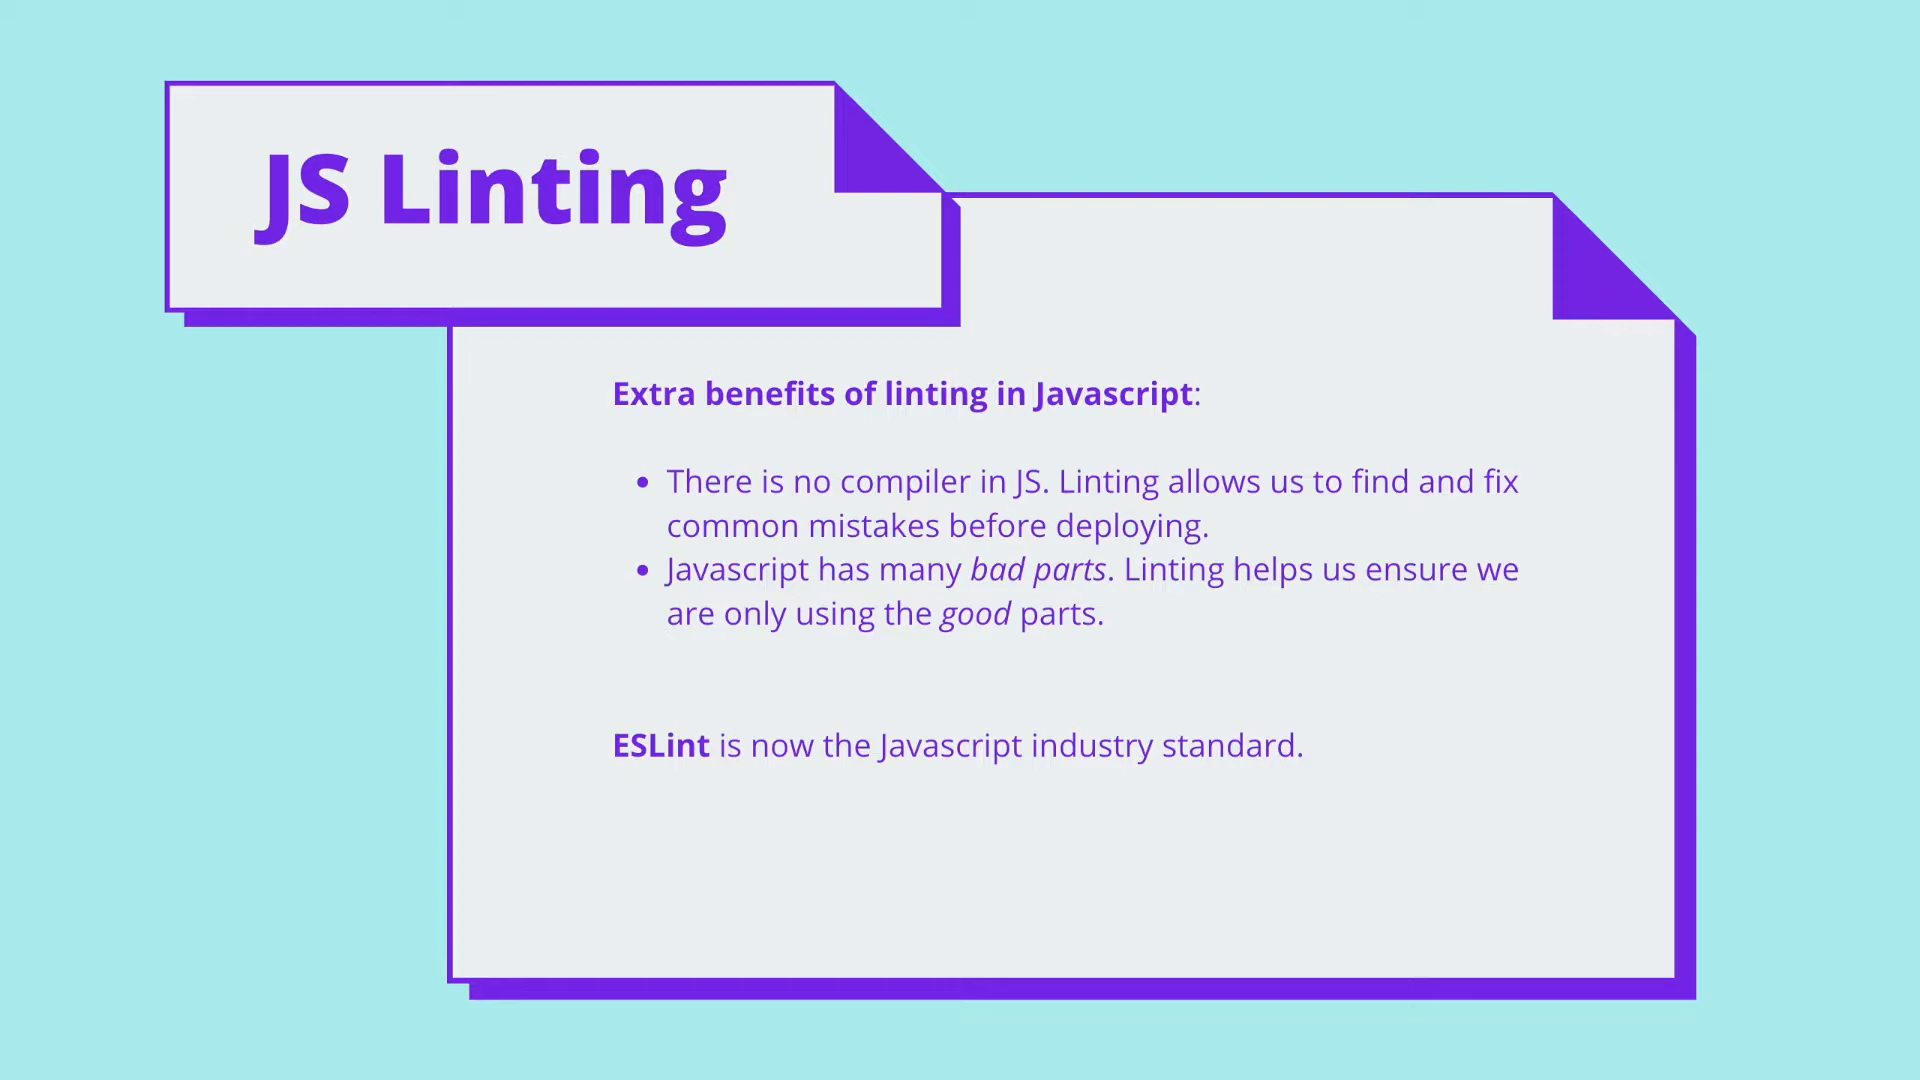 JS Linting
Extra benefits of linting in Javascript:
• There is no compiler in JS. Linting allows us to find and fix
common mistakes before deploying.
• Javascript has many bad parts. Linting helps us ensure we
are only using the good parts.
ESLint is now the Javascript industry standard.